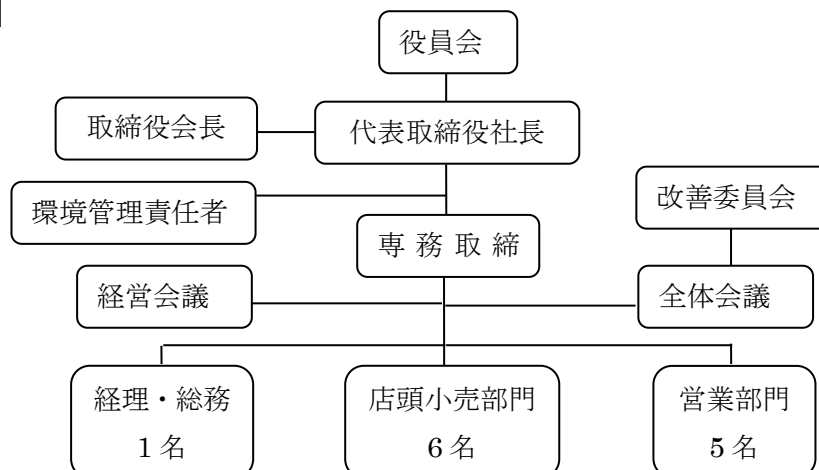 役員会
取締役会長
代表取締役社長
環境管理責任者
改善委員会
専務取締
経営会議
全体会議
経理・総務
1名
店頭小売部門
6名
営業部門
5名